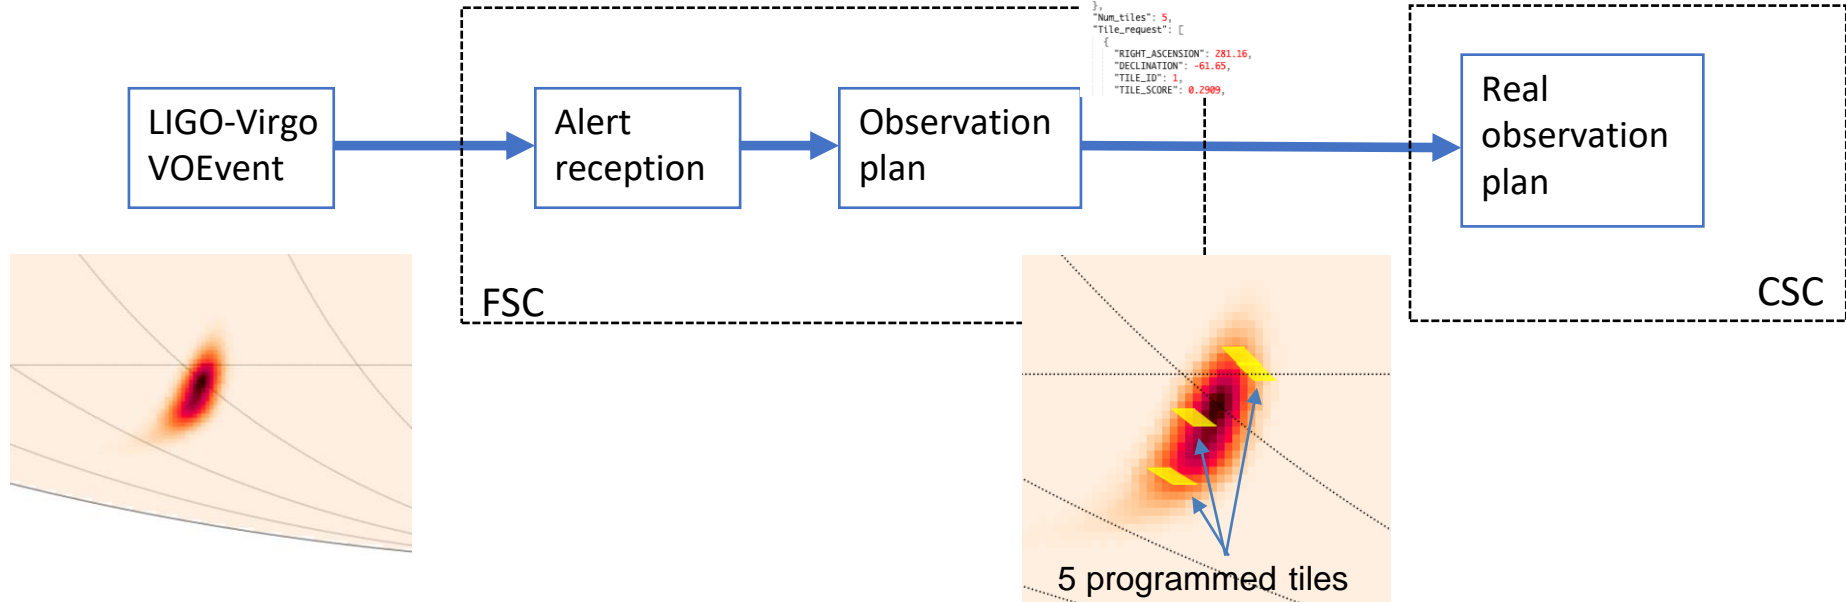 },
"Num_tiles": 5,
"Tile_request": [
{
"RIGHT_ASCENSION": 281.16,
"DECLINATION": -61.65,
"TILE_ID": 1,
"TILE_SCORE": 0.2909,
LIGO-Virgo
VOEvent
Alert
reception
Observation
plan
Real
observation
plan
FSC
CSC
5 programmed tiles